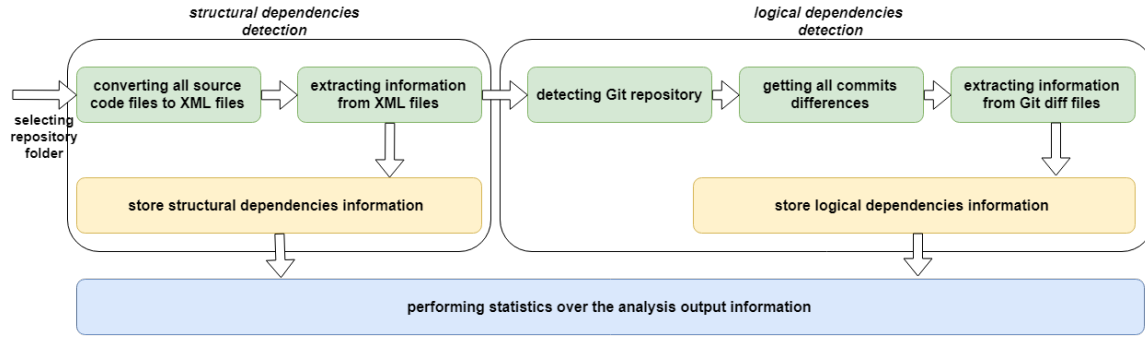 structural dependencies
detection
logical dependencies
detection
selecting
repository
folder
converting all source
code files to XML files
extracting information
from XML files
detecting Git repository
getting all commits
differences
extracting information
from Git diff files
store structural dependencies information
store logical dependencies information
performing statistics over the analysis output information